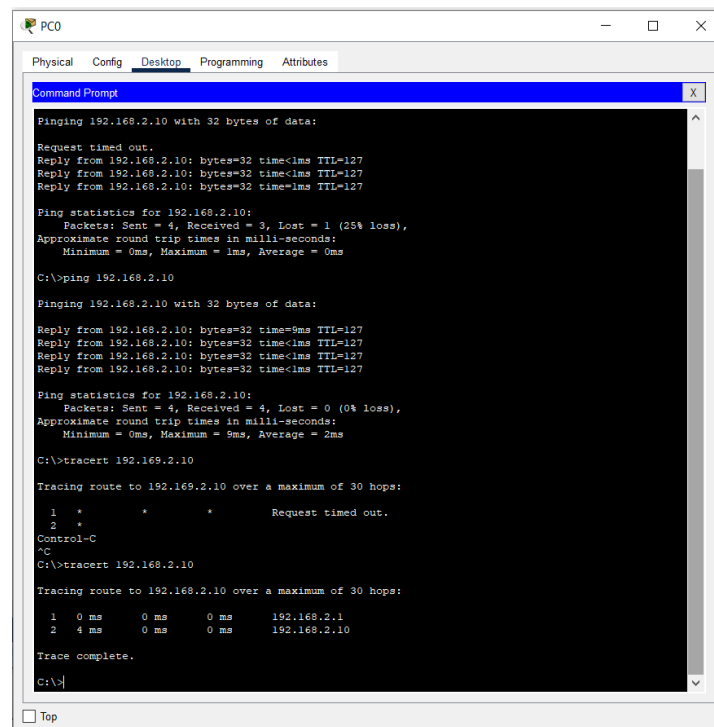 PC0
Physical Config Desktop Programming Attributes
Command Prompt
X
Pinging 192.168.2.10 with 32 bytes of data:
Request timed out.
Reply from 192.168.2.10: bytes=32 time<1ms TTL=127
Reply from 192.168.2.10: bytes=32 time<1ms TTL=127
Reply from 192.168.2.10: bytes=32 time=1ms TTL=127
Ping statistics for 192.168.2.10:
Packets: Sent = 4, Received = 3, Lost = 1 (25% loss),
Approximate round trip times in milli-seconds:
Minimum = 0ms, Maximum = 1ms, Average = 0ms
C:\>ping 192.168.2.10
Pinging 192.168.2.10 with 32 bytes of data:
Reply from 192.168.2.10: bytes=32 time=9ms TTL=127
Reply from 192.168.2.10: bytes=32 time<1ms TTL=127
Reply from 192.168.2.10: bytes=32 time<1ms TTL=127
Reply from 192.168.2.10: bytes=32 time<1ms TTL=127
Ping statistics for 192.168.2.10:
Packets: Sent = 4, Received = 4, Lost = 0 (0% loss),
Approximate round trip times in milli-seconds:
Minimum = 0ms, Maximum = 9ms, Average = 2ms
C:\>tracert 192.169.2.10
Tracing route to 192.169.2.10 over a maximum of 30 hops:
1 * * * Request timed out.
2 *
Control-C
^C
C:\>tracert 192.168.2.10
Tracing route to 192.168.2.10 over a maximum of 30 hops:
1 0 ms 0 ms 0 ms 192.168.2.1
2 4 ms 0 ms 0 ms 192.168.2.10
Trace complete.
C:\>
Top